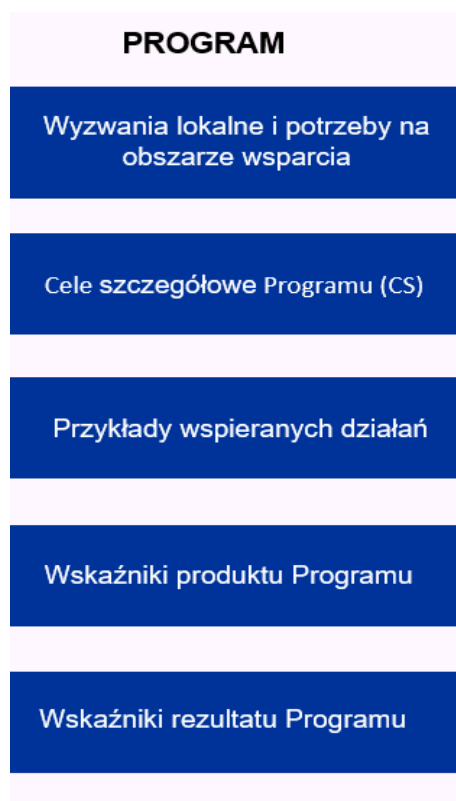 PROGRAM
Wyzwania lokalne i potrzeby na
obszarze wsparcia
Cele szczegółowe Programu (CS)
Przykłady wspieranych działań
Wskaźniki produktu Programu
Wskaźniki rezultatu Programu